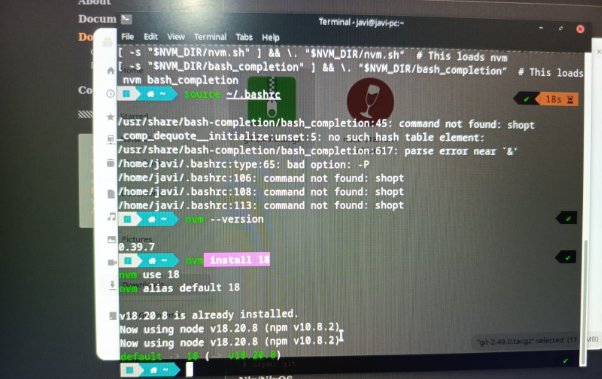 About
Docum
Do
Co
Terminal - javi@javi-pc:~
File Edit View Terminal Tabs Help
[ -s "$NVM_DIR/nvm.sh" ] && \. "$NVM_DIR/nvm.sh"  # This loads nvm
[ -s "$NVM_DIR/bash_completion" ] && \. "$NVM_DIR/bash_completion"  # This loads
nvm bash_completion
~ source ~/.bashrc 18s
/usr/share/bash-completion/bash_completion:45: command not found: shopt
_comp_dequote__initialize:unset:5: no such hash table element:
/usr/share/bash-completion/bash_completion:617: parse error near `&'
/home/javi/.bashrc:type:65: bad option: -P
/home/javi/.bashrc:106: command not found: shopt
/home/javi/.bashrc:108: command not found: shopt
/home/javi/.bashrc:113: command not found: shopt
~ nvm --version
Pictures
0.39.7
~ nvm install 18
nvm use 18
nvm alias default 18
v18.20.8 is already installed.
Now using node v18.20.8 (npm v10.8.2)
Now using node v18.20.8 (npm v10.8.2)
"git-2.49.0.tar.gz" selected
default -> 18 (-> v18.20.8)
~